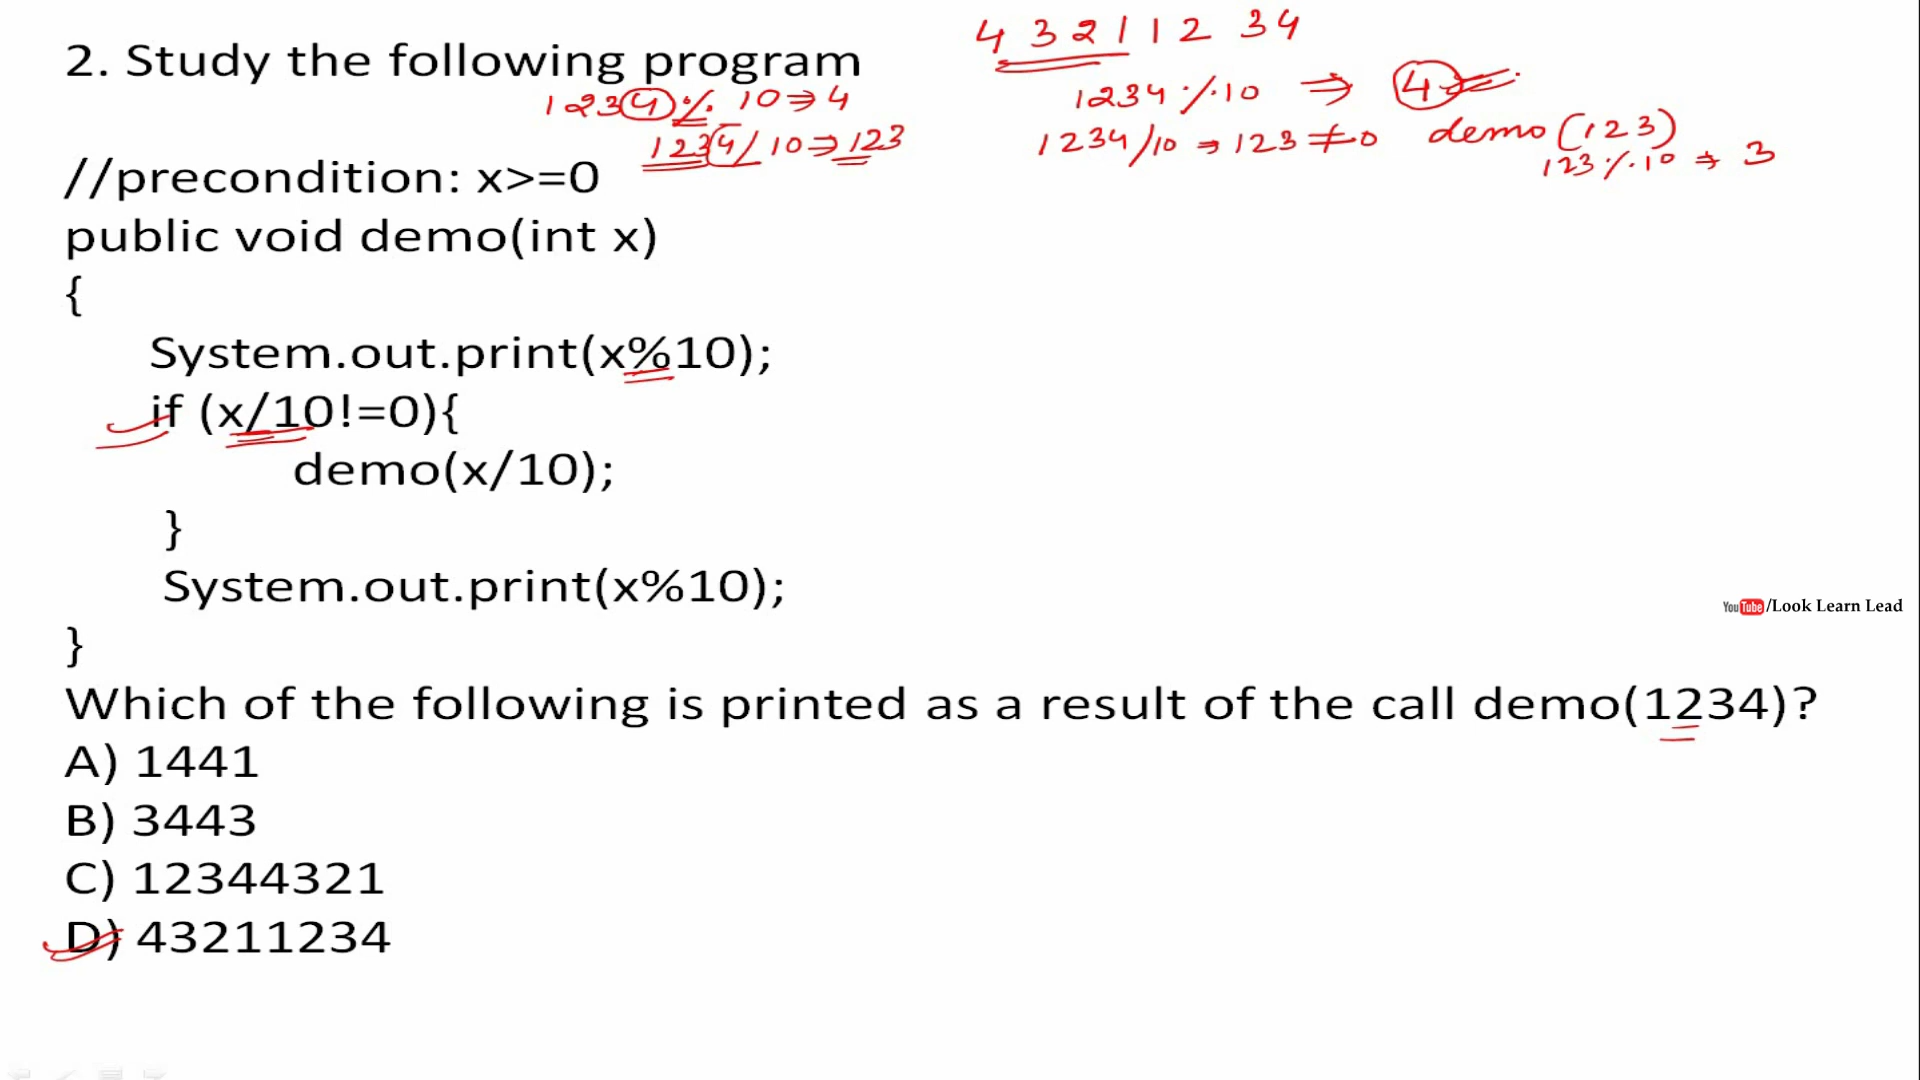 4 3 2 1 1 2 3 4
2. Study the following program
1234 % 10 ⇒ 4
1234 % 10 ⇒ 4
1234 / 10 ⇒ 123
1234/10 ⇒ 123 ≠ 0 demo (123)
123 % 10 ⇒ 3
//precondition: x>=0
public void demo(int x)
{
System.out.print(x%10);
if (x/10!=0){
demo(x/10);
}
System.out.print(x%10);
YouTube/Look Learn Lead
}
Which of the following is printed as a result of the call demo(1234)?
A) 1441
B) 3443
C) 12344321
D) 43211234